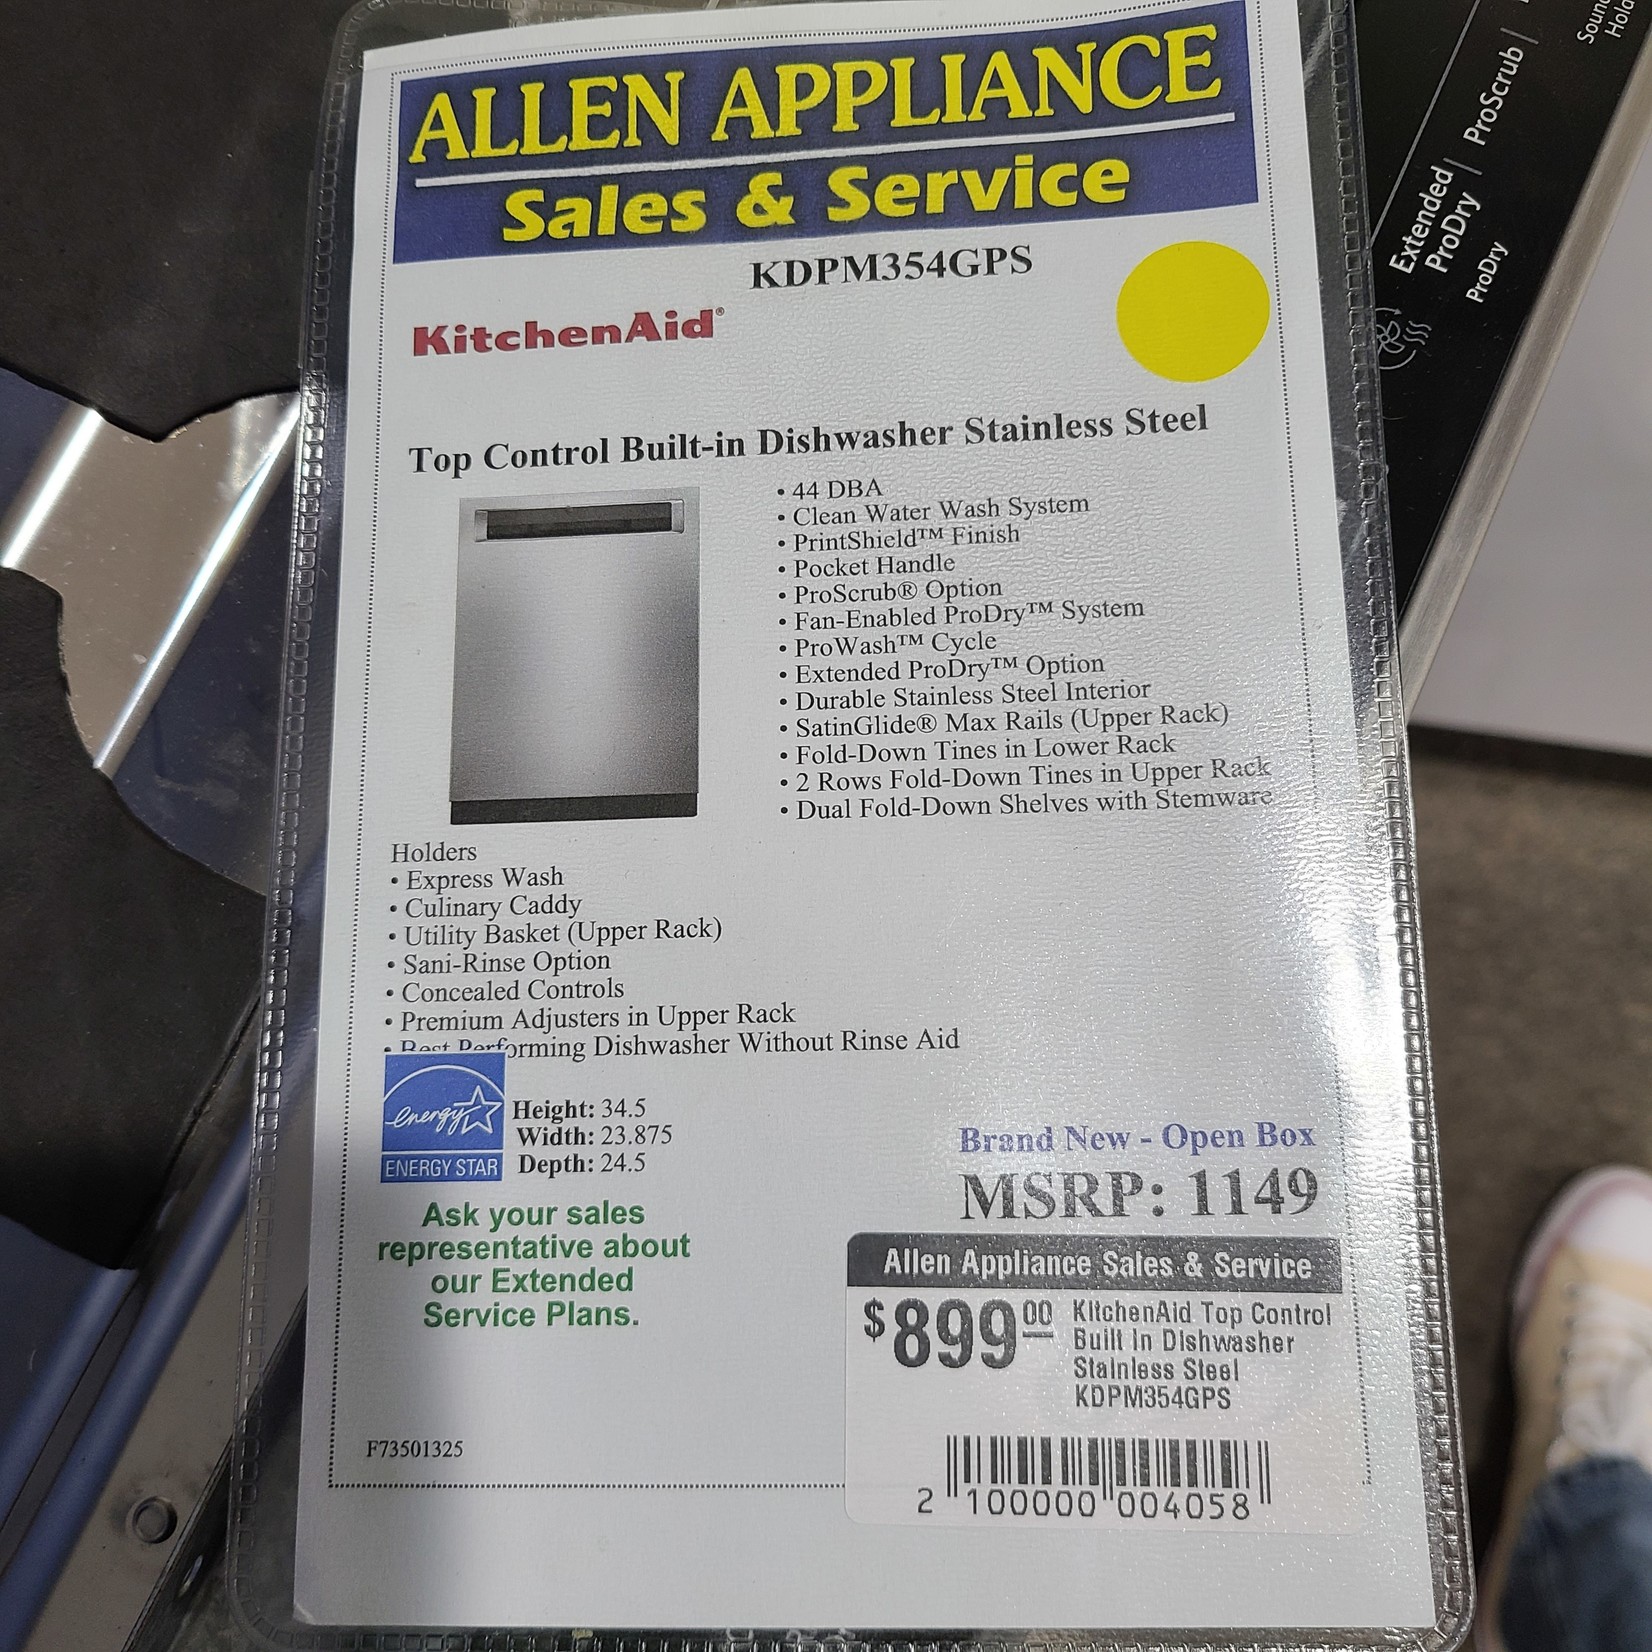 ALLEN APPLIANCE
Sales & Service
KDPM354GPS
KitchenAid®
Top Control Built-in Dishwasher Stainless Steel
• 44 DBA
• Clean Water Wash System
• PrintShield™ Finish
• Pocket Handle
• ProScrub® Option
• Fan-Enabled ProDry™ System
• ProWash™ Cycle
• Extended ProDry™ Option
• Durable Stainless Steel Interior
• SatinGlide® Max Rails (Upper Rack)
• Fold-Down Tines in Lower Rack
• 2 Rows Fold-Down Tines in Upper Rack
• Dual Fold-Down Shelves with Stemware
Holders
• Express Wash
• Culinary Caddy
• Utility Basket (Upper Rack)
• Sani-Rinse Option
• Concealed Controls
• Premium Adjusters in Upper Rack
• Best Performing Dishwasher Without Rinse Aid
energy
ENERGY STAR
Height: 34.5
Width: 23.875
Depth: 24.5
Ask your sales
representative about
our Extended
Service Plans.
F73501325
Brand New - Open Box
MSRP: 1149
Allen Appliance Sales & Service
$899.00
KitchenAid Top Control
Built In Dishwasher
Stainless Steel
KDPM354GPS
2 100000 004058
Extended
ProDry
ProScrub
ProDry